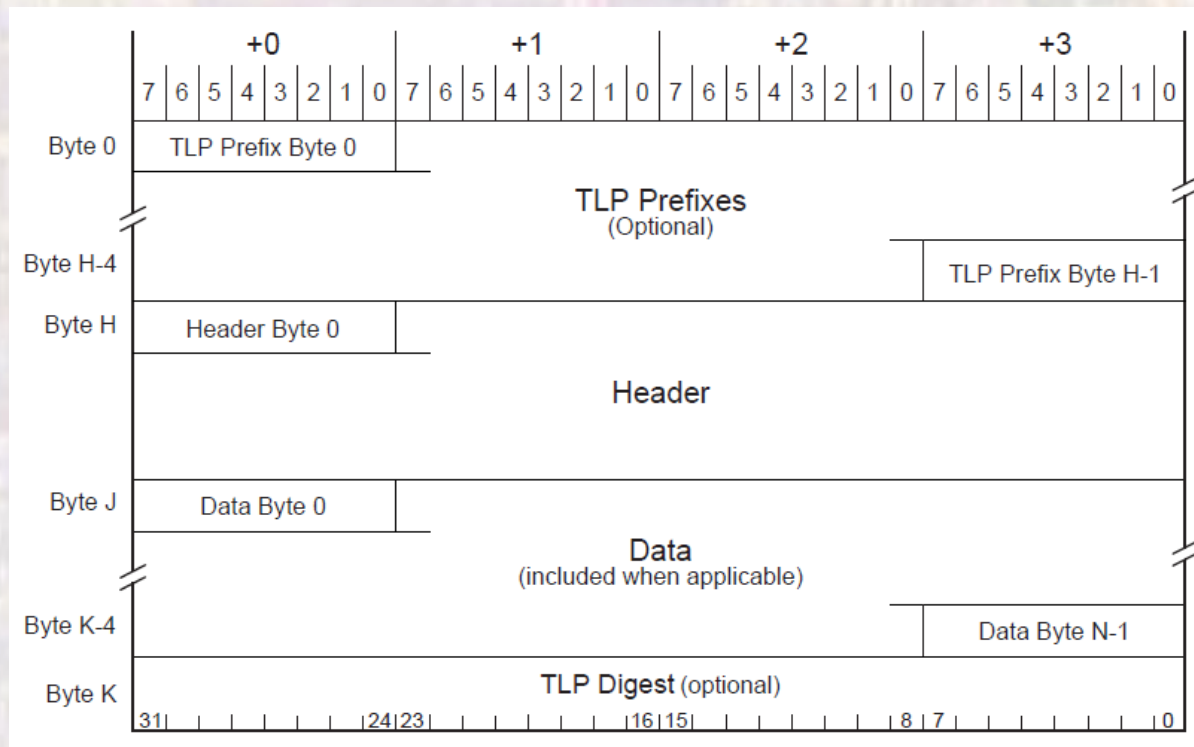 +0 +1 +2 +3
7 6 5 4 3 2 1 0 7 6 5 4 3 2 1 0 7 6 5 4 3 2 1 0 7 6 5 4 3 2 1 0
Byte 0 TLP Prefix Byte 0
TLP Prefixes
(Optional)
Byte H-4 TLP Prefix Byte H-1
Byte H Header Byte 0
Header
Byte J Data Byte 0
Data
(included when applicable)
Byte K-4 Data Byte N-1
Byte K TLP Digest (optional)
31 24 23 16 15 8 7 0